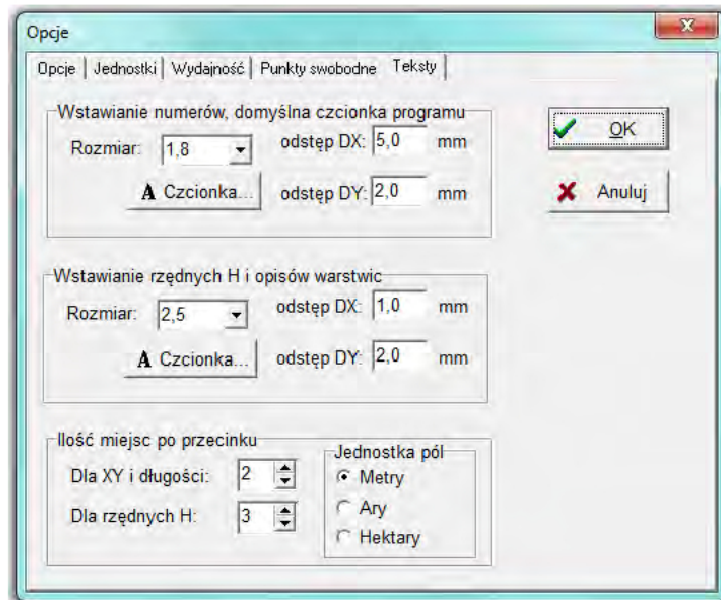 Opcje
Opcje Jednostki Wydajność Punkty swobodne Teksty
Wstawianie numerów, domyślna czcionka programu
Rozmiar: 1,8 odstęp DX: 5,0 mm
A Czcionka... odstęp DY: 2,0 mm
OK
Anuluj
Wstawianie rzędnych H i opisów warstwic
Rozmiar: 2,5 odstęp DX: 1,0 mm
A Czcionka... odstęp DY: 2,0 mm
Ilość miejsc po przecinku
Dla XY i długości: 2
Dla rzędnych H: 3
Jednostka pól
Metry
Ary
Hektary